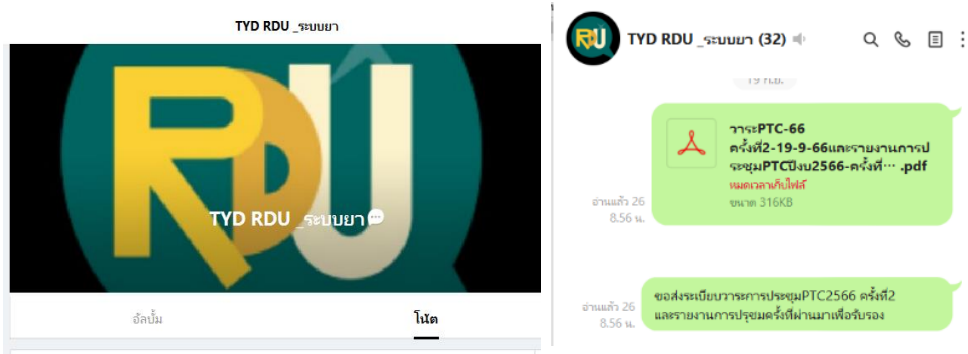 TYD RDU _ระบบยา
RDU
TYD RDU _ระบบยา
อัลบั้ม
โน้ต
RDU
TYD RDU _ระบบยา (32)
19 ก.ย.
วาระPTC-66
ครั้งที่2-19-9-66และรายงานการป
ระชุมPTCปีงบ2566-ครั้งที่… .pdf
หมดเวลาเก็บไฟล์
ขนาด 316KB
อ่านแล้ว 26
8.56 น.
ขอส่งระเบียบวาระการประชุมPTC2566 ครั้งที่2
และรายงานการปรุชมครั้งที่ผ่านมาเพื่อรับรอง
อ่านแล้ว 26
8.56 น.